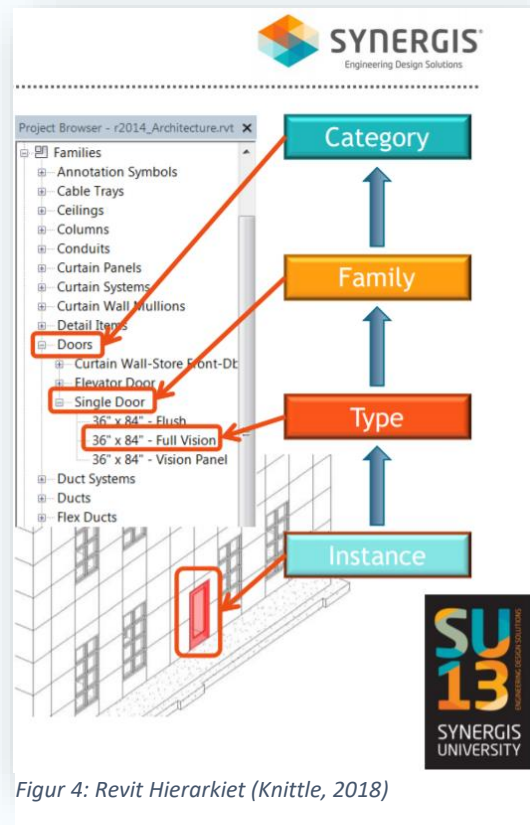 SYNERGIS
Engineering Design Solutions
Project Browser - r2014_Architecture.rvt
Families
Annotation Symbols
Cable Trays
Ceilings
Columns
Conduits
Curtain Panels
Curtain Systems
Curtain Wall Mullions
Detail Items
Doors
Curtain Wall-Store Front-Db
Elevator Door
Single Door
36" x 84" - Flush
36" x 84" - Full Vision
36" x 84" - Vision Panel
Duct Systems
Ducts
Flex Ducts
Category
Family
Type
Instance
SU
13
ENGINEERING DESIGN SOLUTIONS
SYNERGIS
UNIVERSITY
Figur 4: Revit Hierarkiet (Knittle, 2018)